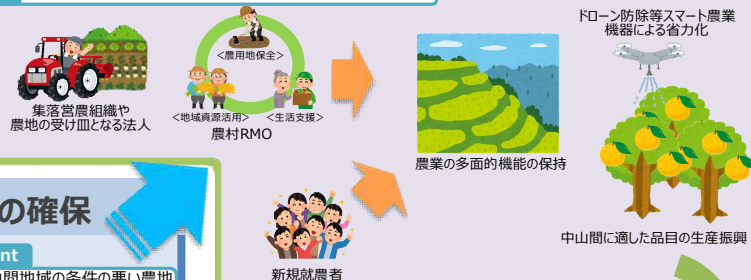 ドローン防除等スマート農業
機器による省力化
<農用地保全>
<地域資源活用>
<生活支援>
農村RMO
集落営農組織や
農地の受け皿となる法人
農業の多面的機能の保持
中山間に適した品目の生産振興
の確保
nt
間地域の条件の悪い農地
新規就農者